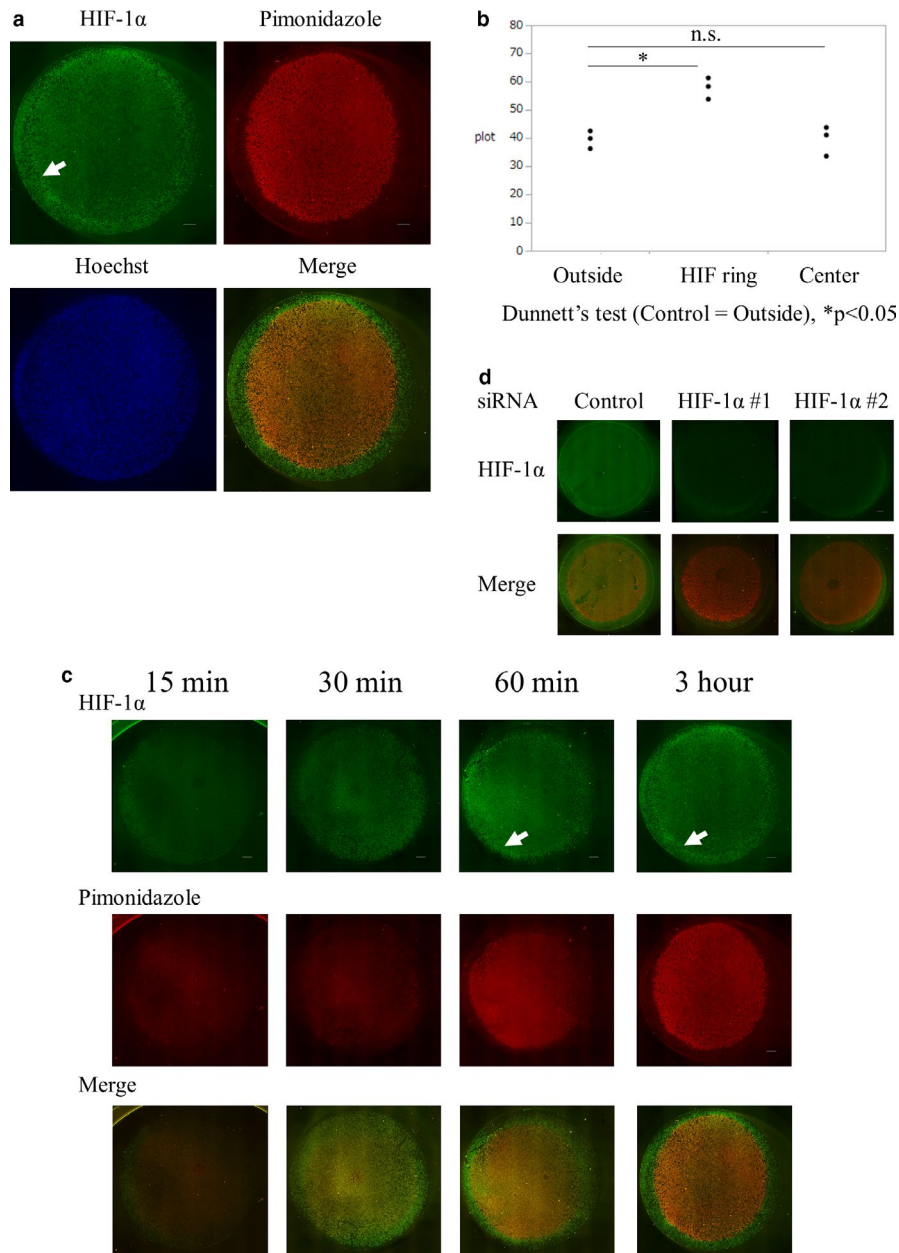 a
HIF-1α Pimonidazole
Hoechst Merge
b
80
70
60
50
40
30
20
10
0
plot
n.s.
*
Outside HIF ring Center
Dunnett's test (Control = Outside), *p<0.05
d
siRNA Control HIF-1α #1 HIF-1α #2
HIF-1α
Merge
c
15 min 30 min 60 min 3 hour
HIF-1α
Pimonidazole
Merge